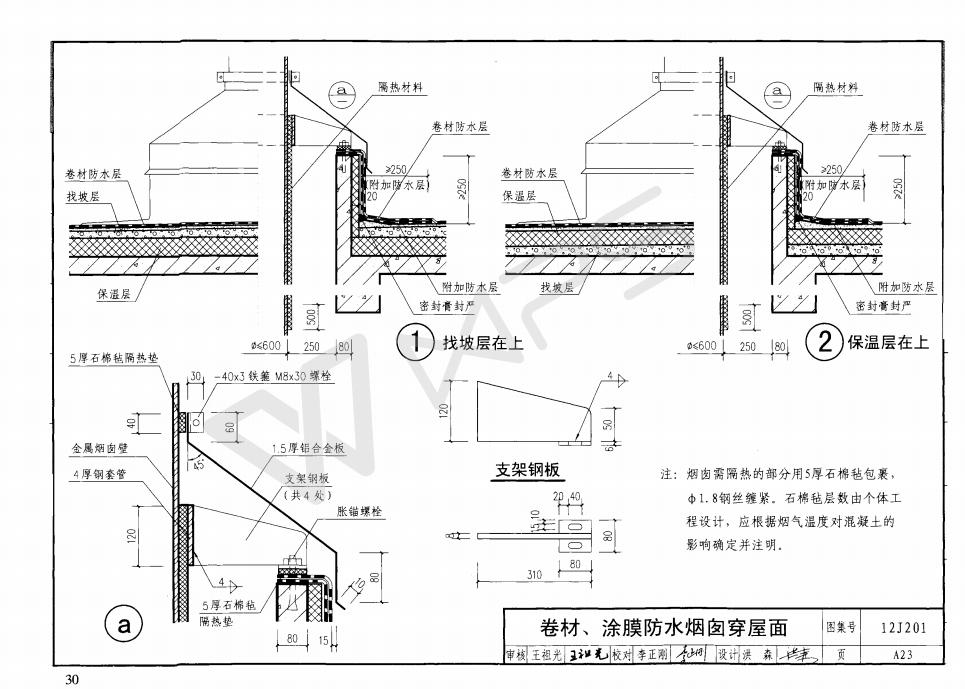 a
隔热材料
卷材防水层
卷材防水层
找坡层
≥250
(附加防水层)
20
≥250
保温层
附加防水层
密封膏封严
500
ø≤600
250
80
1 找坡层在上
a
隔热材料
卷材防水层
卷材防水层
保温层
≥250
(附加防水层)
20
≥250
找坡层
附加防水层
密封膏封严
500
ø≤600
250
80
2 保温层在上
5厚石棉毡隔热垫
30
-40x3 铁箍 M8x30 螺栓
40
60
金属烟囱壁
45°
1.5厚铝合金板
4厚钢套管
支架钢板
(共4处)
胀锚螺栓
120
4
80
10
5厚石棉毡
隔热垫
80
15
a
120
4
50
6
支架钢板
20 40
15 10
80
4
80
310
注: 烟囱需隔热的部分用5厚石棉毡包裹,
ф1.8钢丝缠紧。石棉毡层数由个体工
程设计, 应根据烟气温度对混凝土的
影响确定并注明。
WAPS
卷材、涂膜防水烟囱穿屋面
图集号
12J201
审核 王祖光 王祖光 校对 李正刚 设计 洪 森
页
A23
30